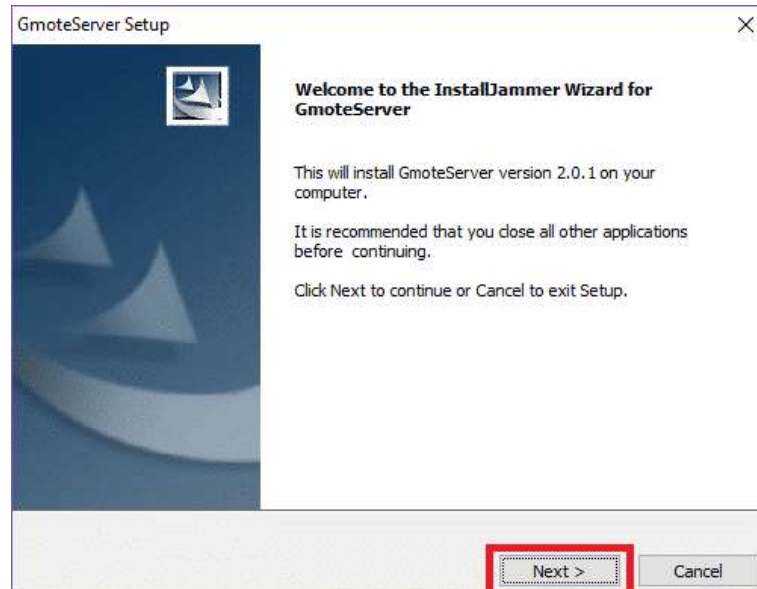 GmoteServer Setup
Welcome to the InstallJammer Wizard for
GmoteServer
This will install GmoteServer version 2.0.1 on your
computer.
It is recommended that you close all other applications
before continuing.
Click Next to continue or Cancel to exit Setup.
Next >
Cancel